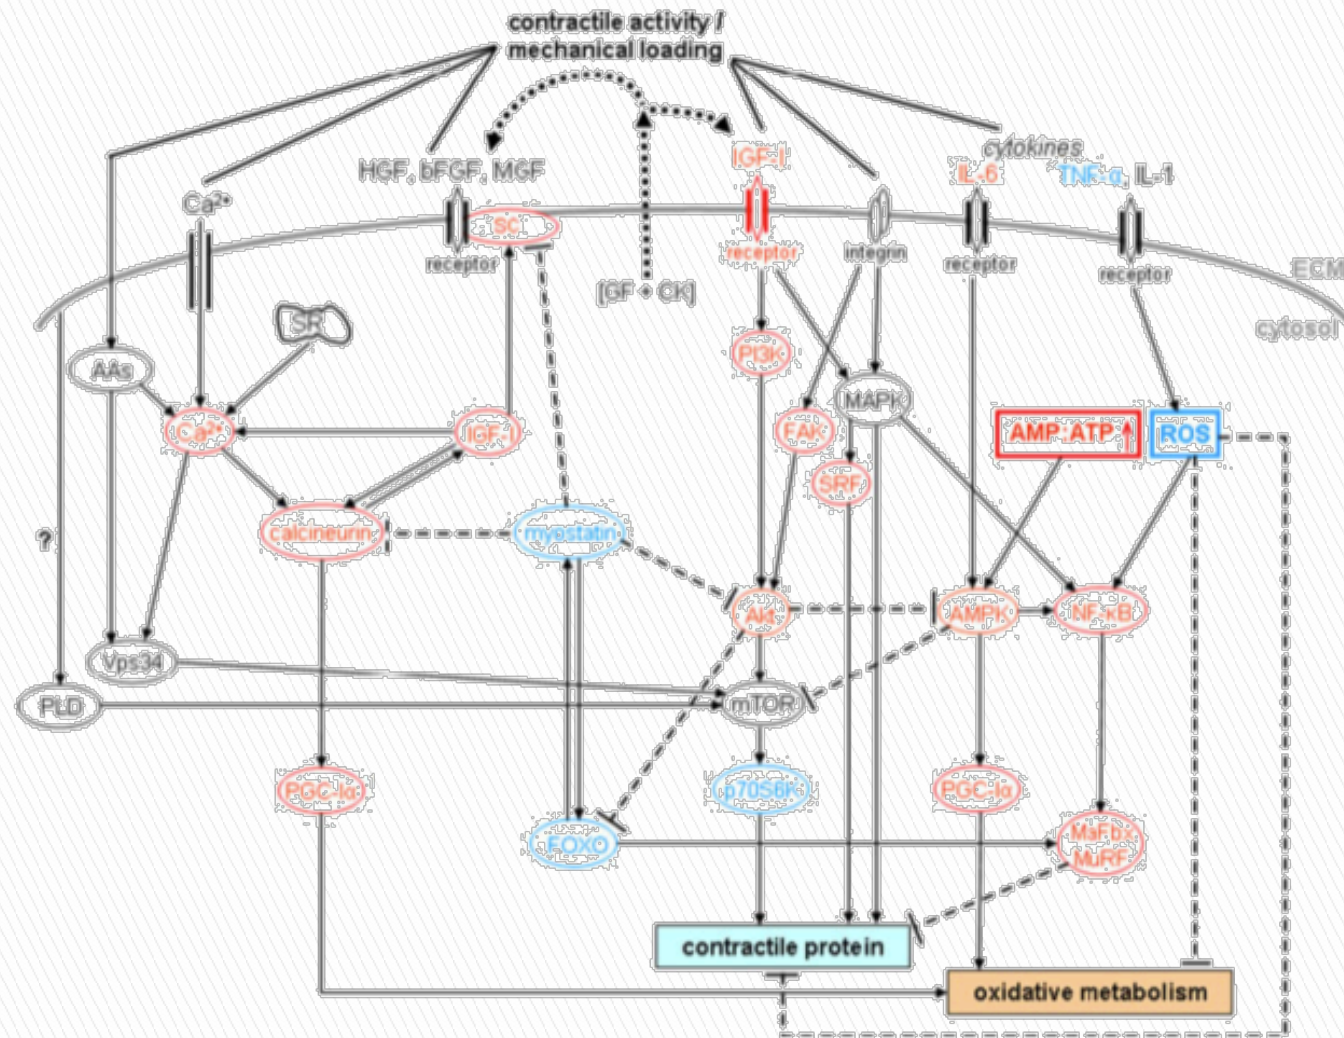 contractile activity /
mechanical loading
HGF, bFGF, MGF
IGF-I
cytokines
IL-6
TNF-α, IL-1
Ca²⁺
SC
receptor
receptor
integrin
receptor
receptor
ECM
cytosol
[GF + CK]
SR
AAs
PI3K
MAPK
Ca²⁺
IGF-I
FAK
AMP:ATP ↑
ROS
SRF
calcineurin
myostatin
?
Akt
AMPK
NF-κB
Vps34
PLD
mTOR
PGC-Iα
p70S6K
PGC-Iα
FOXO
MaFbx
MuRF
contractile protein
oxidative metabolism